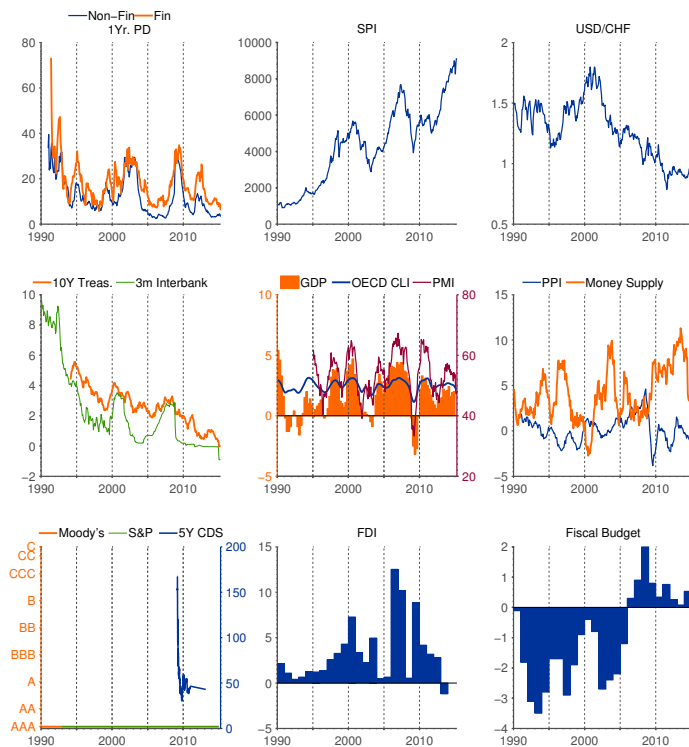 Non-Fin Fin
1Yr. PD
80
60
40
20
0
1990 2000 2010
SPI
10000
8000
6000
4000
2000
0
1990 2000 2010
USD/CHF
2
1.5
1
0.5
1990 2000 2010
10Y Treas. 3m Interbank
10
8
6
4
2
0
−2
1990 2000 2010
GDP OECD CLI PMI
10
5
0
−5
80
60
40
20
1990 2000 2010
PPI Money Supply
15
10
5
0
−5
1990 2000 2010
Moody's S&P 5Y CDS
C
CC
CCC
B
BB
BBB
A
AA
AAA
200
150
100
50
0
1990 2000 2010
FDI
15
10
5
0
−5
1990 2000 2010
Fiscal Budget
2
1
0
−1
−2
−3
−4
1990 2000 2010